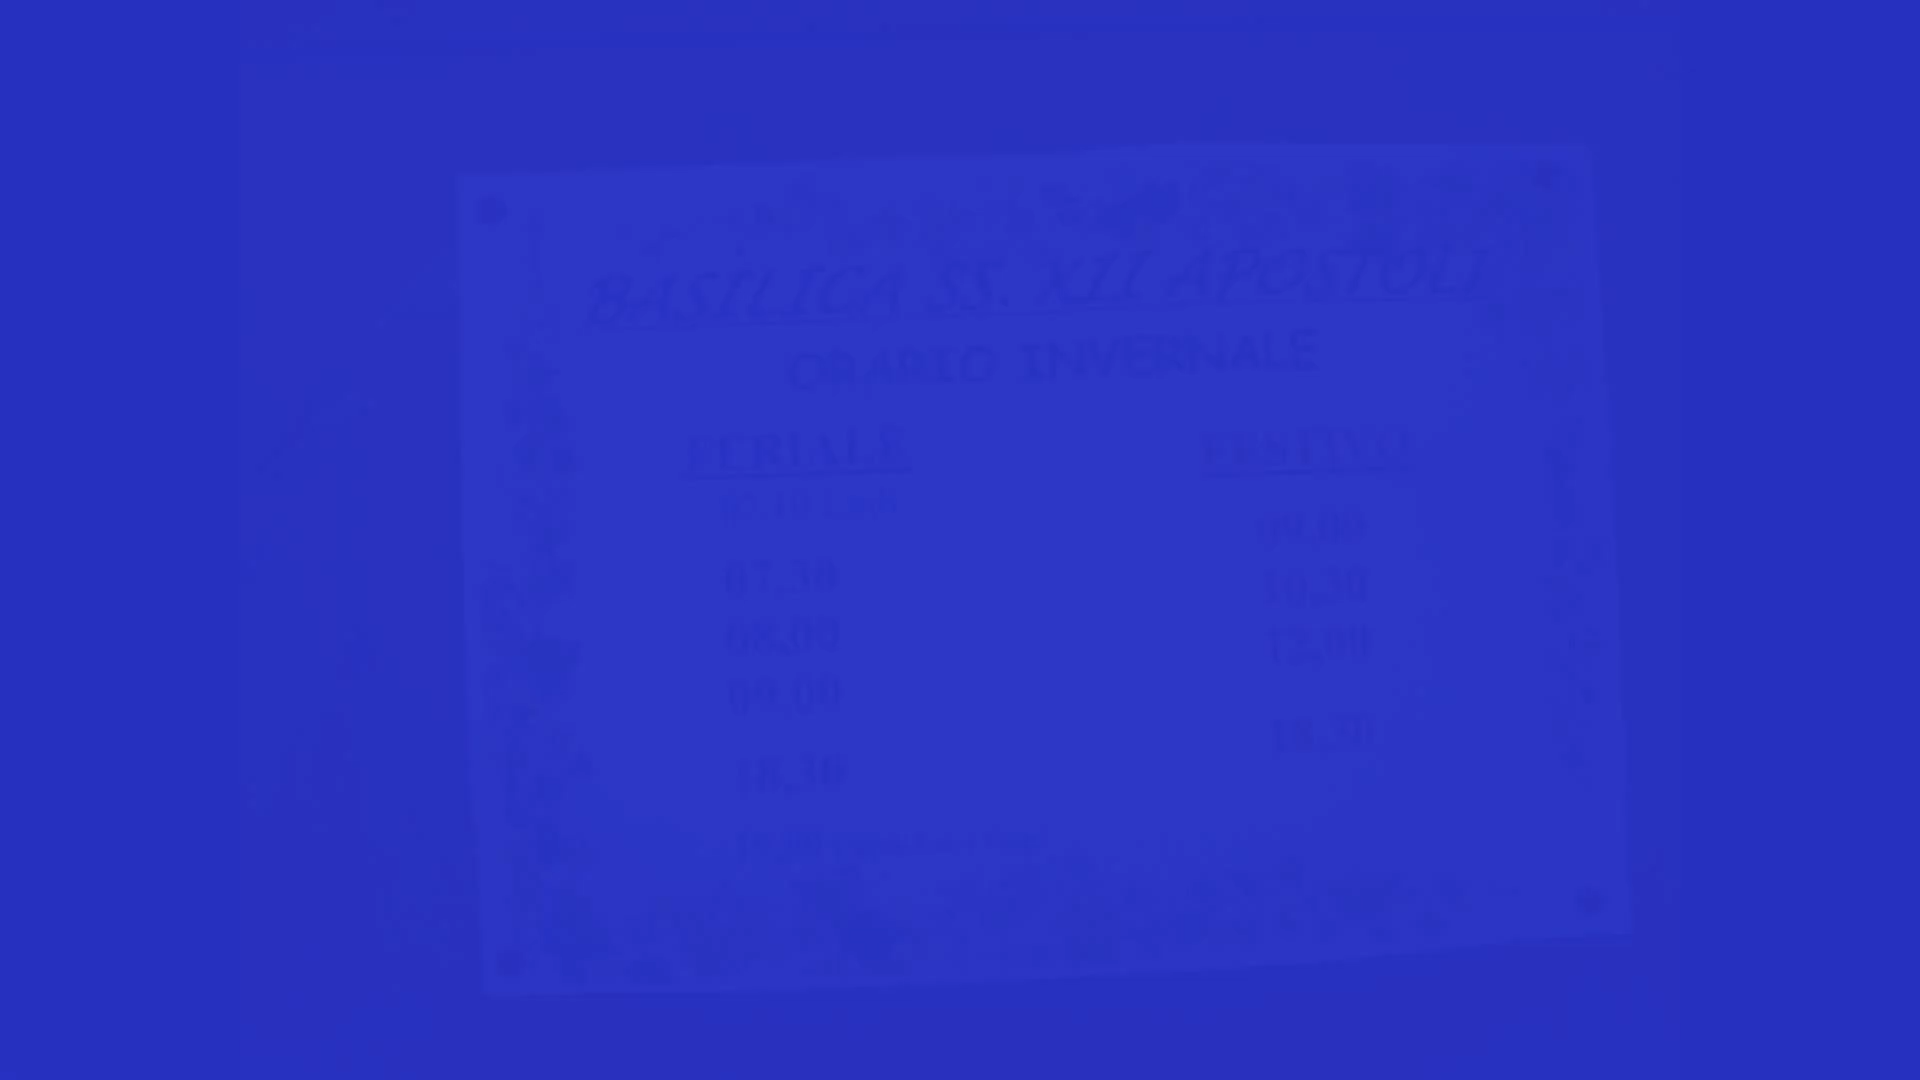 BASILICA SS. XII APOSTOLI
ORARIO INVERNALE
FERIALE FESTIVO
09.00
07.30 10.30
08.00 12.00
09.00
18.30
18.30